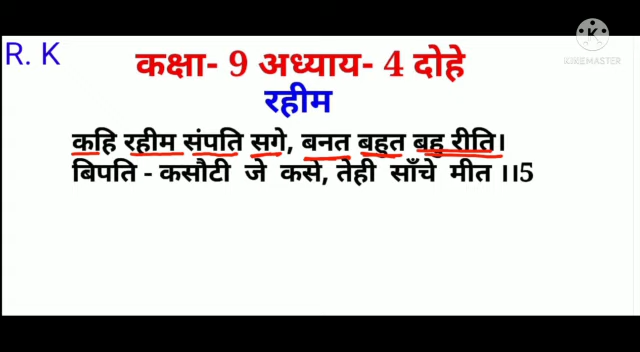 R. K
KINEMASTER
कक्षा- 9 अध्याय- 4 दोहे
रहीम
कहि रहीम संपति सगे, बनत बहुत बहु रीति।
बिपति - कसौटी जे कसे, तेही साँचे मीत ।।5